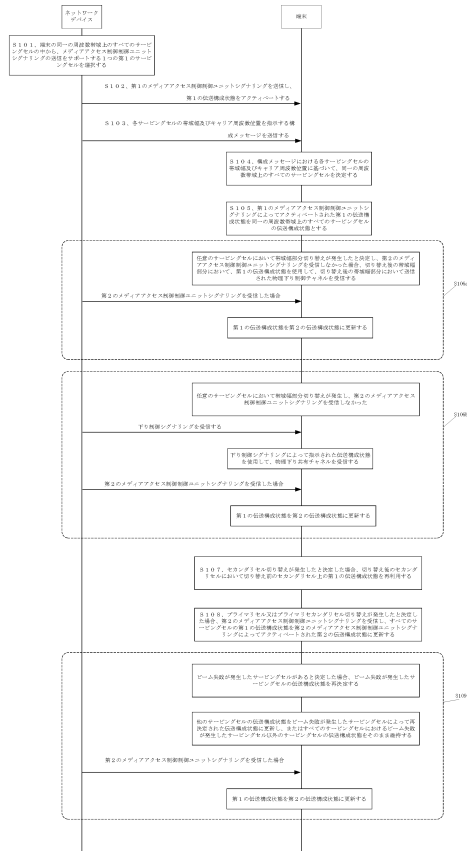 ネットワーク
デバイス
端末
Ｓ１０１、端末の同一の周波数帯域上のすべてのサービ
ングセルの中から、メディアアクセス制御制御ユニット
シグナリングの送信をサポートする１つの第１のサービ
ングセルを選択する
Ｓ１０２、第１のメディアアクセス制御制御ユニットシグナリングを送信し、
第１の伝送構成状態をアクティベートする
Ｓ１０３、各サービングセルの帯域幅及びキャリア周波数位置を指示する構
成メッセージを送信する
Ｓ１０４、構成メッセージにおける各サービングセルの
帯域幅及びキャリア周波数位置に基づいて、同一の周波
数帯域上のすべてのサービングセルを決定する
Ｓ１０５、第１のメディアアクセス制御制御ユニットシ
グナリングによってアクティベートされた第１の伝送構
成状態を同一の周波数帯域上のすべてのサービングセル
の伝送構成状態とする
任意のサービングセルにおいて帯域幅部分切り替えが発生したと決定し、第２のメディ
アアクセス制御制御ユニットシグナリングを受信しなかった場合、切り替え後の帯域幅
部分において、第１の伝送構成状態を使用して、切り替え後の帯域幅部分において送信
された物理下り制御チャネルを受信する
S106a
第２のメディアアクセス制御制御ユニットシグナリングを受信した場合
第１の伝送構成状態を第２の伝送構成状態に更新する
任意のサービングセルにおいて帯域幅部分切り替えが発生し、第２のメディアアクセス
制御制御ユニットシグナリングを受信しなかった
S106b
下り制御シグナリングを受信する
下り制御シグナリングによって指示された伝送構成状態
を使用して、物理下り共有チャネルを受信する
第２のメディアアクセス制御制御ユニットシグナリングを受信した場合
第１の伝送構成状態を第２の伝送構成状態に更新する
Ｓ１０７、セカンダリセル切り替えが発生したと決定した場合、切り替え後のセカンダ
リセルにおいて切り替え前のセカンダリセル上の第１の伝送構成状態を再利用する
Ｓ１０８、プライマリセル又はプライマリセカンダリセル切り替えが発生したと決定し
た場合、第２のメディアアクセス制御制御ユニットシグナリングを受信し、すべてのサ
ービングセルの第１の伝送構成状態を第２のメディアアクセス制御制御ユニットシグナ
リングによってアクティベートされた第２の伝送構成状態に更新する
ビーム失敗が発生したサービングセルがあると決定した場合、ビーム失敗が発生したサ
ービングセルの伝送構成状態を再決定する
S109
他のサービングセルの伝送構成状態をビーム失敗が発生したサービングセルによって再
決定された伝送構成状態に更新し、またはすべてのサービングセルにおけるビーム失敗
が発生したサービングセル以外のサービングセルの伝送構成状態をそのまま維持する
第２のメディアアクセス制御制御ユニットシグナリングを受信した場合
第１の伝送構成状態を第２の伝送構成状態に更新する